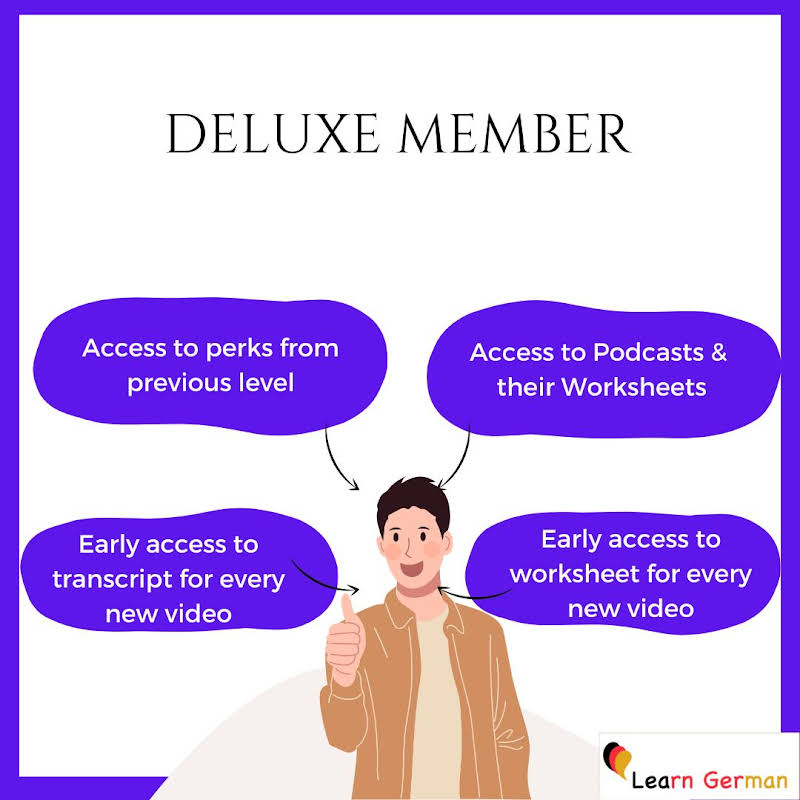 DELUXE MEMBER
Access to perks from
previous level
Access to Podcasts &
their Worksheets
Early access to
transcript for every
new video
Early access to
worksheet for every
new video
Learn German